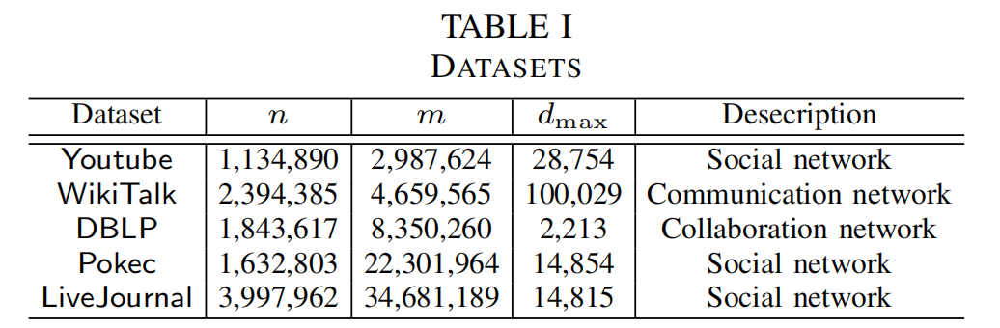 TABLE I
DATASETS
Dataset n m dmax Desecription
Youtube 1,134,890 2,987,624 28,754 Social network
WikiTalk 2,394,385 4,659,565 100,029 Communication network
DBLP 1,843,617 8,350,260 2,213 Collaboration network
Pokec 1,632,803 22,301,964 14,854 Social network
LiveJournal 3,997,962 34,681,189 14,815 Social network